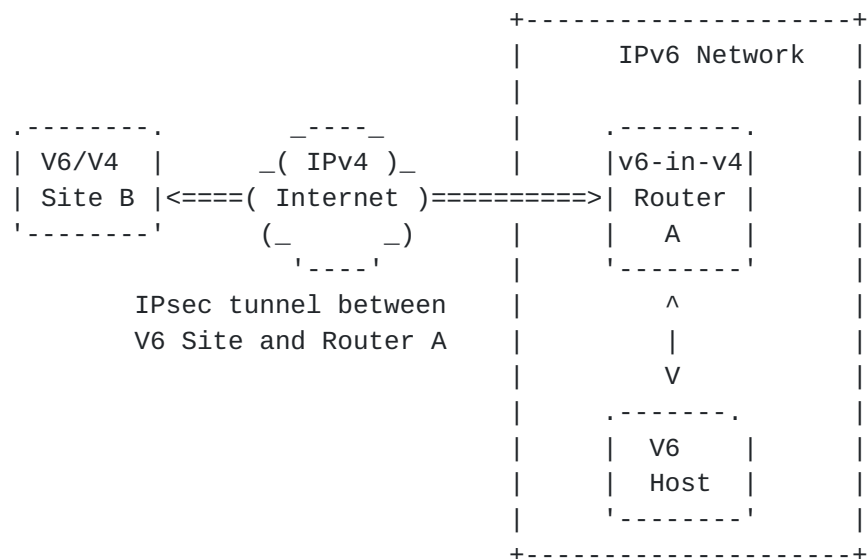 IPv6 Network
V6/V4
Site B
IPv4
Internet
v6-in-v4
Router
A
IPsec tunnel between
V6 Site and Router A
V6
Host